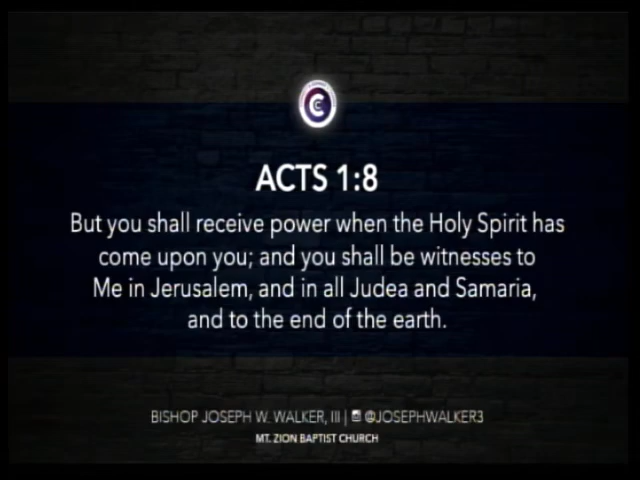 ACTS 1:8
But you shall receive power when the Holy Spirit has
come upon you; and you shall be witnesses to
Me in Jerusalem, and in all Judea and Samaria,
and to the end of the earth.
BISHOP JOSEPH W. WALKER, III | @JOSEPHWALKER3
MT. ZION BAPTIST CHURCH